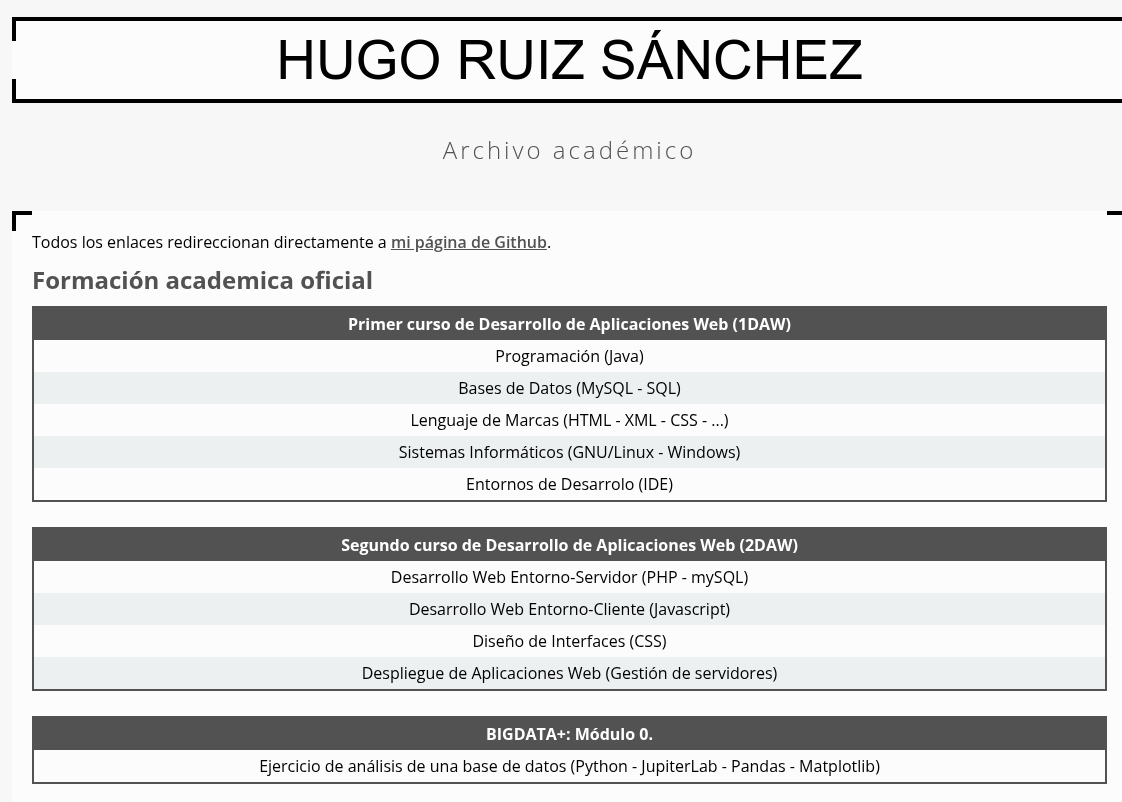 HUGO RUIZ SÁNCHEZ
Archivo académico
Todos los enlaces redireccionan directamente a mi página de Github.
Formación academica oficial
Primer curso de Desarrollo de Aplicaciones Web (1DAW)
Programación (Java)
Bases de Datos (MySQL - SQL)
Lenguaje de Marcas (HTML - XML - CSS - ...)
Sistemas Informáticos (GNU/Linux - Windows)
Entornos de Desarrolo (IDE)
Segundo curso de Desarrollo de Aplicaciones Web (2DAW)
Desarrollo Web Entorno-Servidor (PHP - mySQL)
Desarrollo Web Entorno-Cliente (Javascript)
Diseño de Interfaces (CSS)
Despliegue de Aplicaciones Web (Gestión de servidores)
BIGDATA+: Módulo 0.
Ejercicio de análisis de una base de datos (Python - JupiterLab - Pandas - Matplotlib)